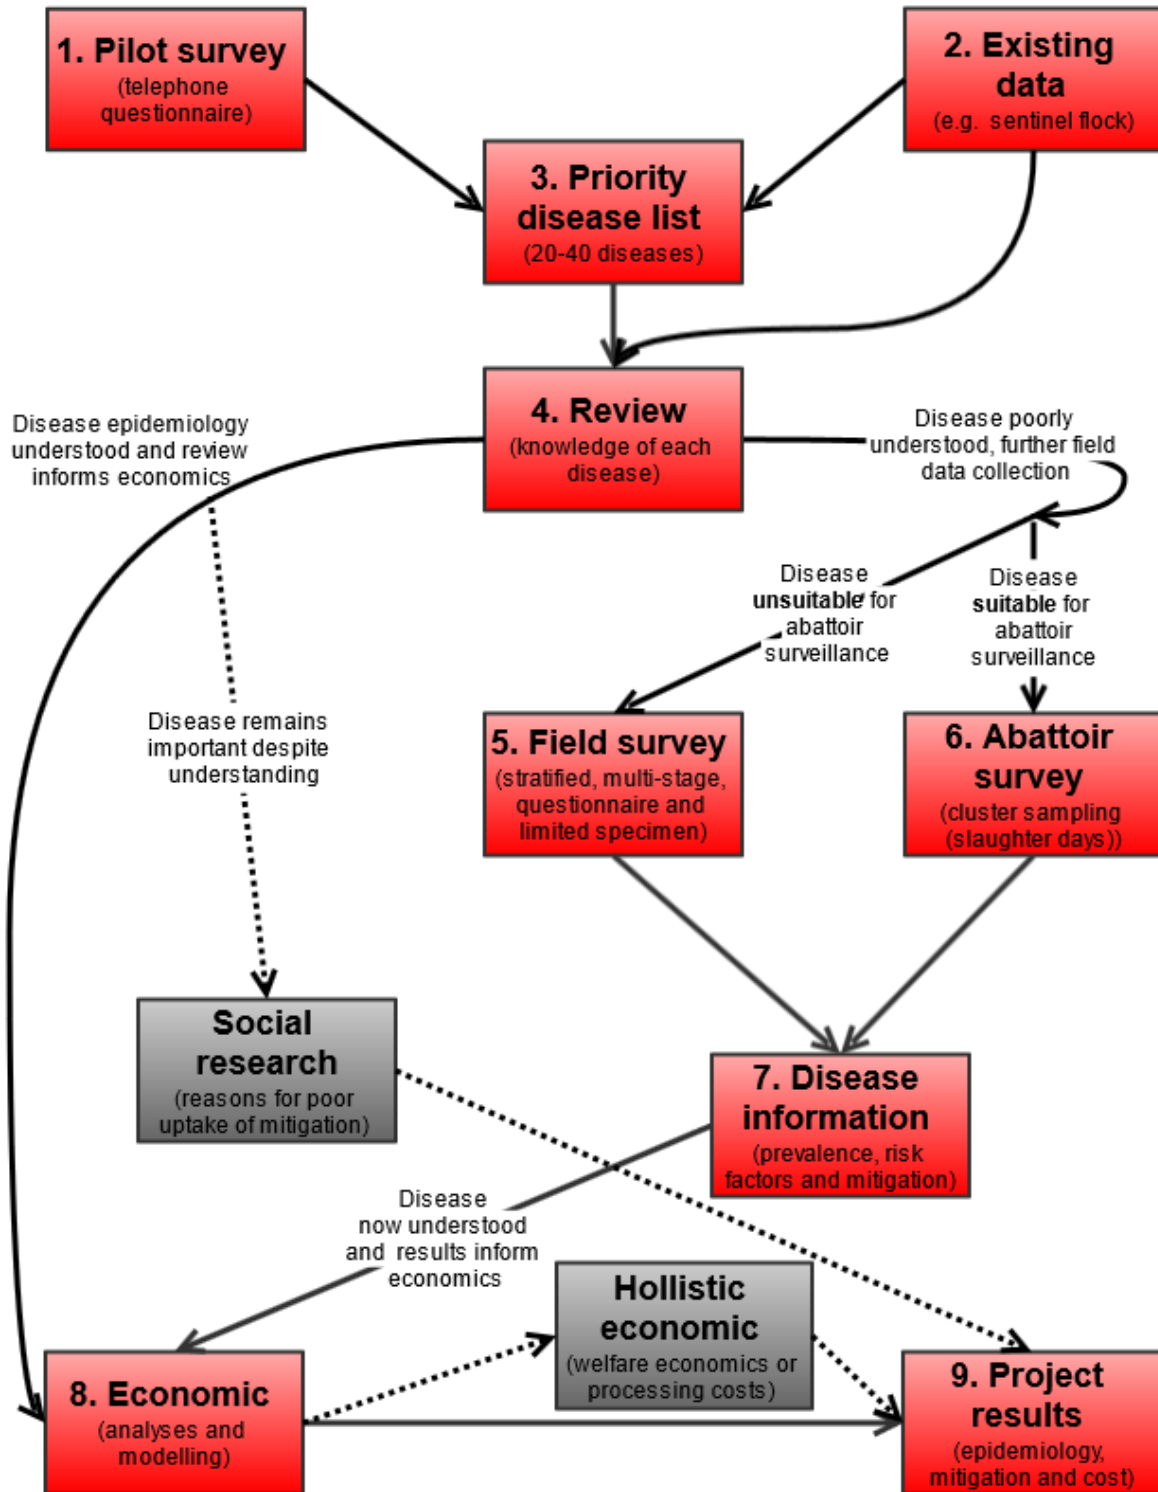 1. Pilot survey
(telephone
questionnaire)
2. Existing
data
(e.g. sentinel flock)
3. Priority
disease list
(20-40 diseases)
4. Review
(knowledge of each
disease)
Disease epidemiology
understood and review
informs economics
Disease poorly
understood, further field
data collection
Disease
unsuitable for
abattoir
surveillance
Disease
suitable for
abattoir
surveillance
Disease remains
important despite
understanding
5. Field survey
(stratified, multi-stage,
questionnaire and
limited specimen)
6. Abattoir
survey
(cluster sampling
(slaughter days))
Social
research
(reasons for poor
uptake of mitigation)
7. Disease
information
(prevalence, risk
factors and mitigation)
Disease
now understood
and results inform
economics
Hollistic
economic
(welfare economics or
processing costs)
8. Economic
(analyses and
modelling)
9. Project
results
(epidemiology,
mitigation and cost)